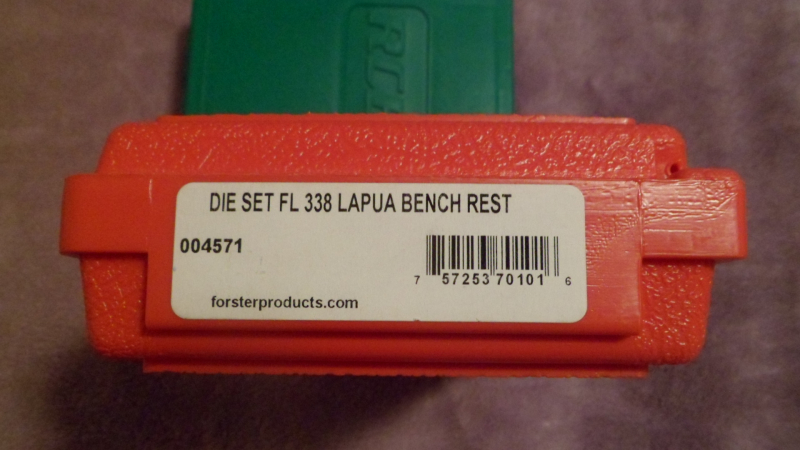 DIE SET FL 338 LAPUA BENCH REST
004571
7 57253 70101 6
forsterproducts.com